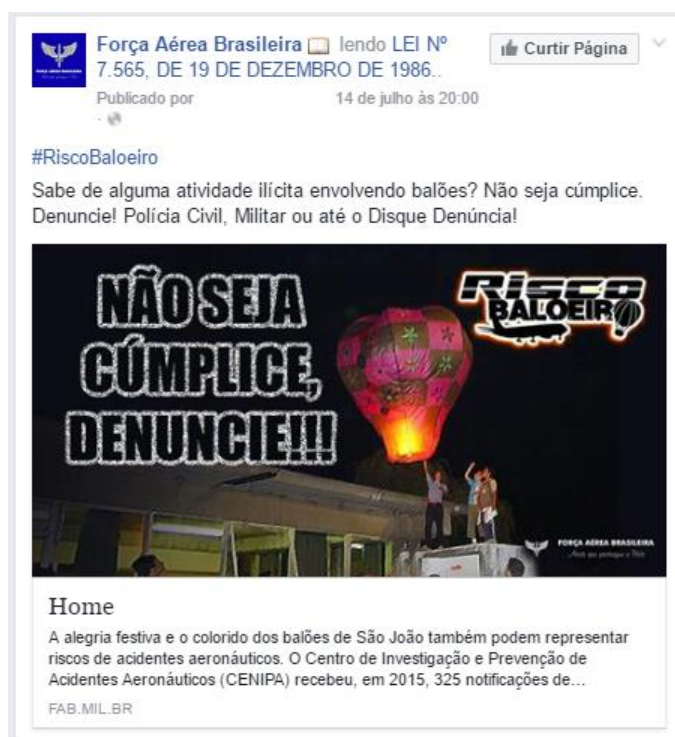 Força Aérea Brasileira lendo LEI Nº
7.565, DE 19 DE DEZEMBRO DE 1986..
Curtir Página
Publicado por 14 de julho às 20:00
#RiscoBaloeiro
Sabe de alguma atividade ilícita envolvendo balões? Não seja cúmplice.
Denuncie! Polícia Civil, Militar ou até o Disque Denúncia!
NÃO SEJA
CÚMPLICE,
DENUNCIE!!!
Risco
BALOEIRO
FORÇA AÉREA BRASILEIRA
Home
A alegria festiva e o colorido dos balões de São João também podem representar
riscos de acidentes aeronáuticos. O Centro de Investigação e Prevenção de
Acidentes Aeronáuticos (CENIPA) recebeu, em 2015, 325 notificações de...
FAB.MIL.BR